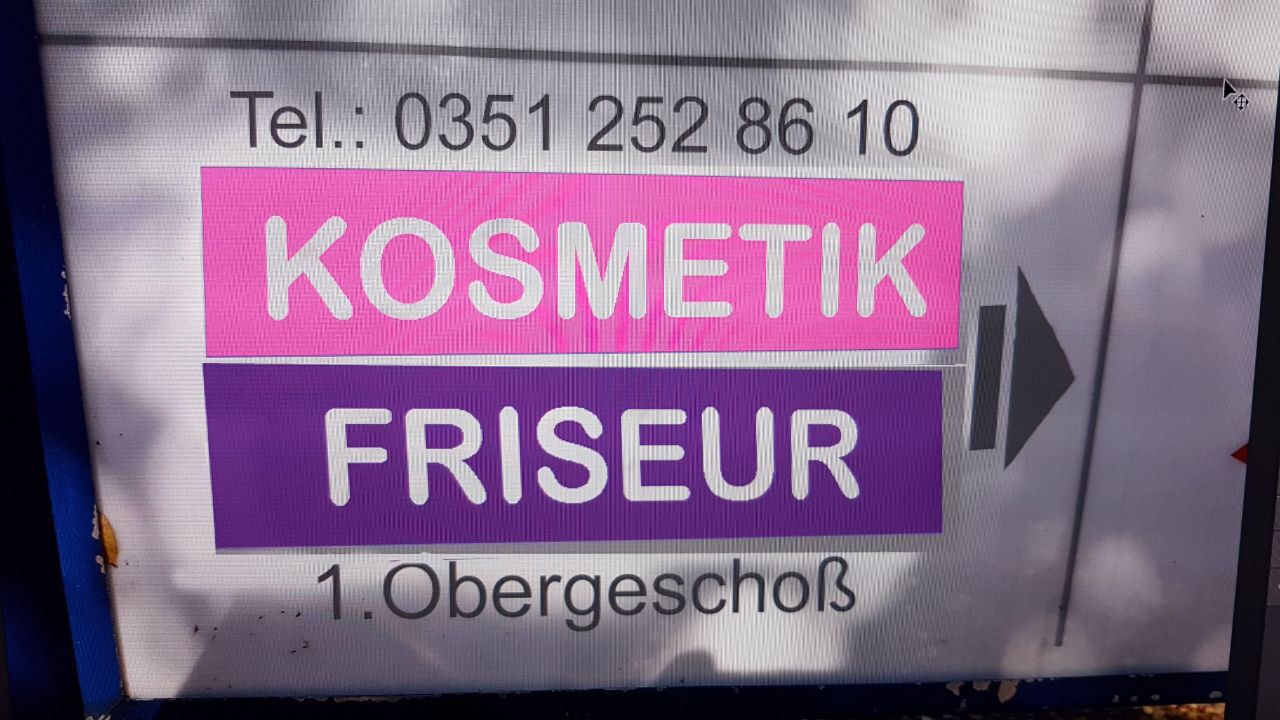 Tel.: 0351 252 86 10
KOSMETIK
FRISEUR
1.Obergeschoß